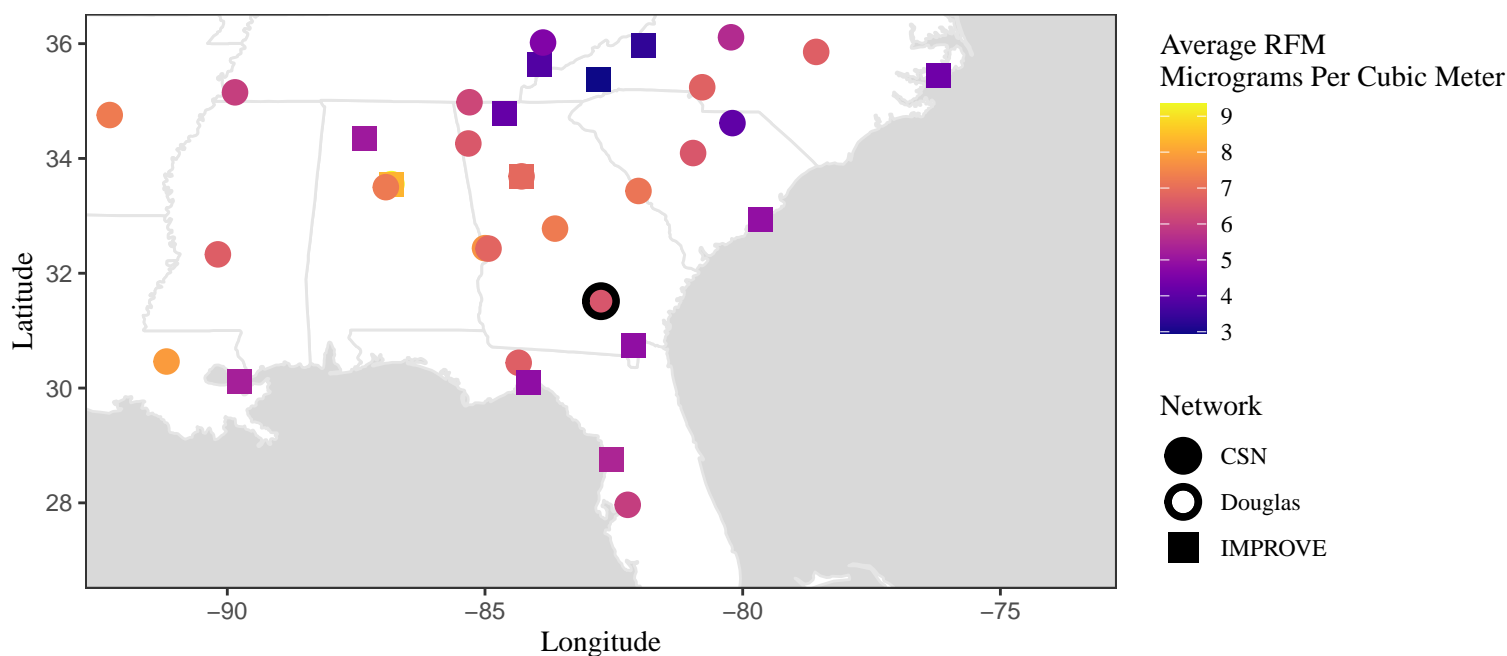 36
34
32
30
28
Latitude
−90
−85
−80
−75
Longitude
Average RFM
Micrograms Per Cubic Meter
9
8
7
6
5
4
3
Network
CSN
Douglas
IMPROVE